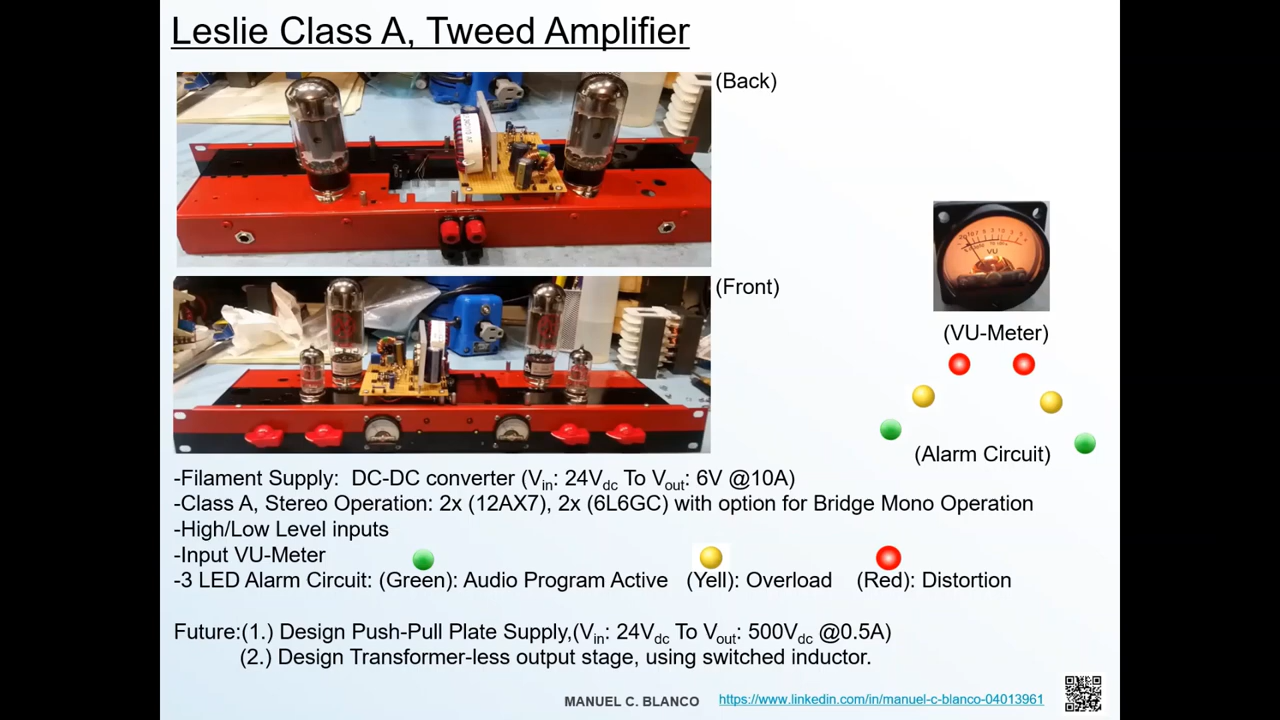 Leslie Class A, Tweed Amplifier
(Back)
(Front)
VU
(VU-Meter)
(Alarm Circuit)
-Filament Supply:  DC-DC converter (Vin: 24Vdc To Vout: 6V @10A)
-Class A, Stereo Operation: 2x (12AX7), 2x (6L6GC) with option for Bridge Mono Operation
-High/Low Level inputs
-Input VU-Meter
-3 LED Alarm Circuit: (Green): Audio Program Active   (Yell): Overload    (Red): Distortion
Future:(1.) Design Push-Pull Plate Supply,(Vin: 24Vdc To Vout: 500Vdc @0.5A)
(2.) Design Transformer-less output stage, using switched inductor.
MANUEL C. BLANCO    https://www.linkedin.com/in/manuel-c-blanco-04013961